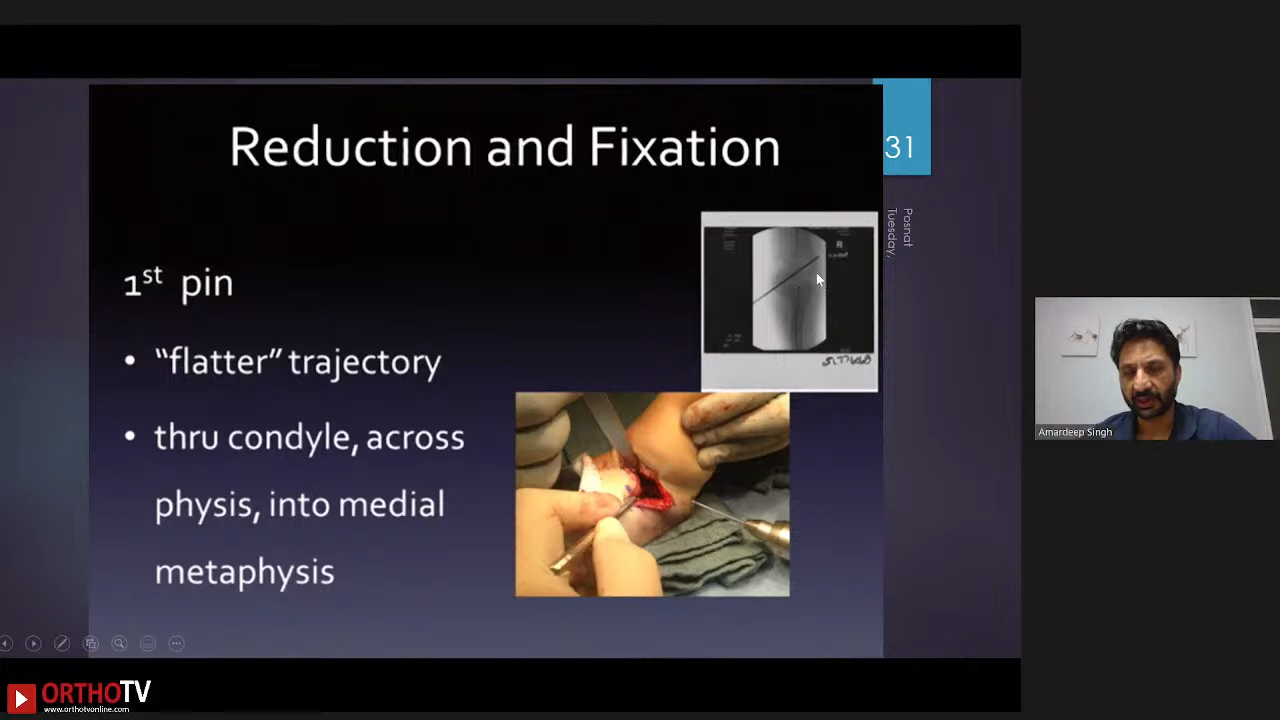 Reduction and Fixation
31
Posnat
Tuesday,
1st pin
• “flatter” trajectory
• thru condyle, across
physis, into medial
metaphysis
R
Amardeep Singh
ORTHOTV
www.orthotvonline.com